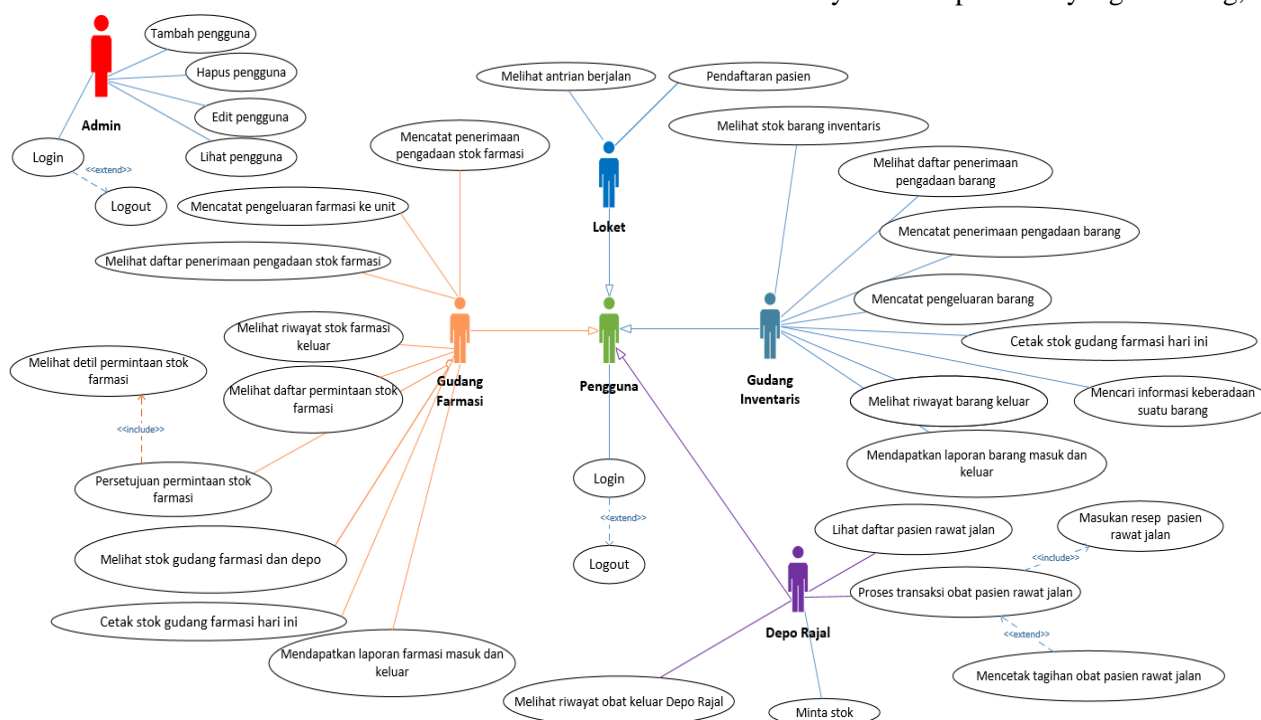 Tambah pengguna
Hapus pengguna
Edit pengguna
Lihat pengguna
Admin
Login
<<extend>>
Logout
Melihat antrian berjalan
Pendaftaran pasien
Loket
Mencatat penerimaan
pengadaan stok farmasi
Mencatat pengeluaran farmasi ke unit
Melihat daftar penerimaan pengadaan stok farmasi
Melihat riwayat stok farmasi
keluar
Melihat detil permintaan stok
farmasi
Melihat daftar permintaan stok
farmasi
<<include>>
Persetujuan permintaan stok
farmasi
Melihat stok gudang farmasi dan depo
Cetak stok gudang farmasi hari ini
Mendapatkan laporan farmasi masuk dan
keluar
Gudang
Farmasi
Pengguna
Login
<<extend>>
Logout
Gudang
Inventaris
Melihat stok barang inventaris
Melihat daftar penerimaan
pengadaan barang
Mencatat penerimaan pengadaan barang
Mencatat pengeluaran barang
Cetak stok gudang farmasi hari ini
Mencari informasi keberadaan
suatu barang
Melihat riwayat barang keluar
Mendapatkan laporan barang masuk dan
keluar
Depo Rajal
Lihat daftar pasien rawat jalan
Masukan resep pasien
rawat jalan
<<include>>
Proses transaksi obat pasien rawat jalan
<<extend>>
Mencetak tagihan obat pasien rawat jalan
Melihat riwayat obat keluar Depo Rajal
Minta stok